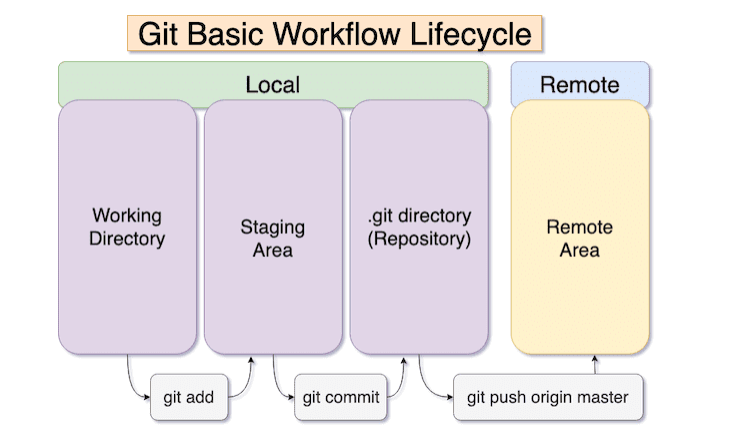 Git Basic Workflow Lifecycle
Local
Remote
Working
Directory
Staging
Area
.git directory
(Repository)
Remote
Area
git add
git commit
git push origin master